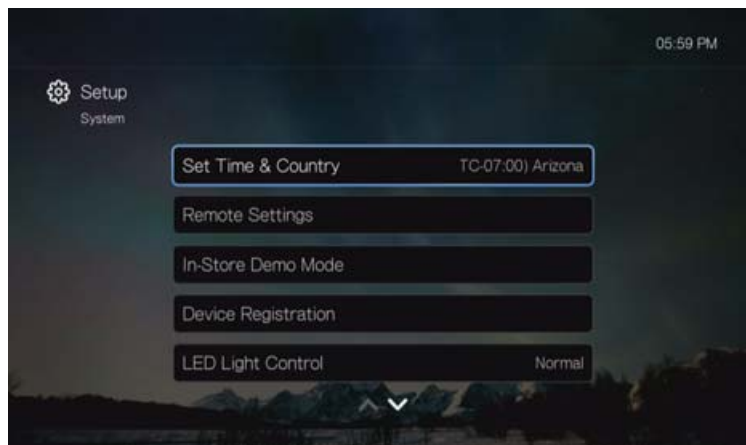 05:59 PM
Setup
System
Set Time & Country TC-07:00) Arizona
Remote Settings
In-Store Demo Mode
Device Registration
LED Light Control Normal